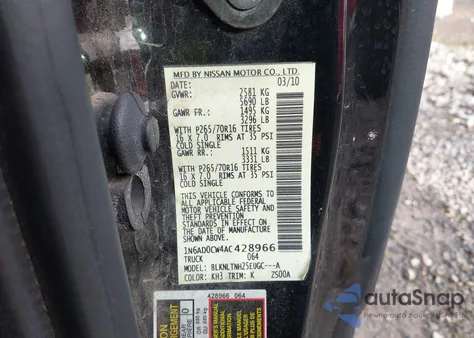 MFD BY NISSAN MOTOR CO., LTD
DATE: 03/10
GVWR: 2581 KG
5690 LB
GAWR FR.: 1495 KG
3296 LB
WITH P265/70R16 TIRES
16 X 7.0 RIMS AT 35 PSI
COLD SINGLE
GAWR RR.: 1511 KG
3331 LB
WITH P265/70R16 TIRES
16 X 7.0 RIMS AT 35 PSI
COLD SINGLE
THIS VEHICLE CONFORMS TO
ALL APPLICABLE FEDERAL
MOTOR VEHICLE SAFETY AND
THEFT PREVENTION
STANDARDS IN EFFECT ON
THE DATE OF MANUFACTURE
SHOWN ABOVE.
1N6AD0CW4AC428966
TRUCK 064
MODEL: BLKNLTNHZ5EUGC---A
COLOR: KH3 TRIM: K ZS00A
428966 064
autoSnap